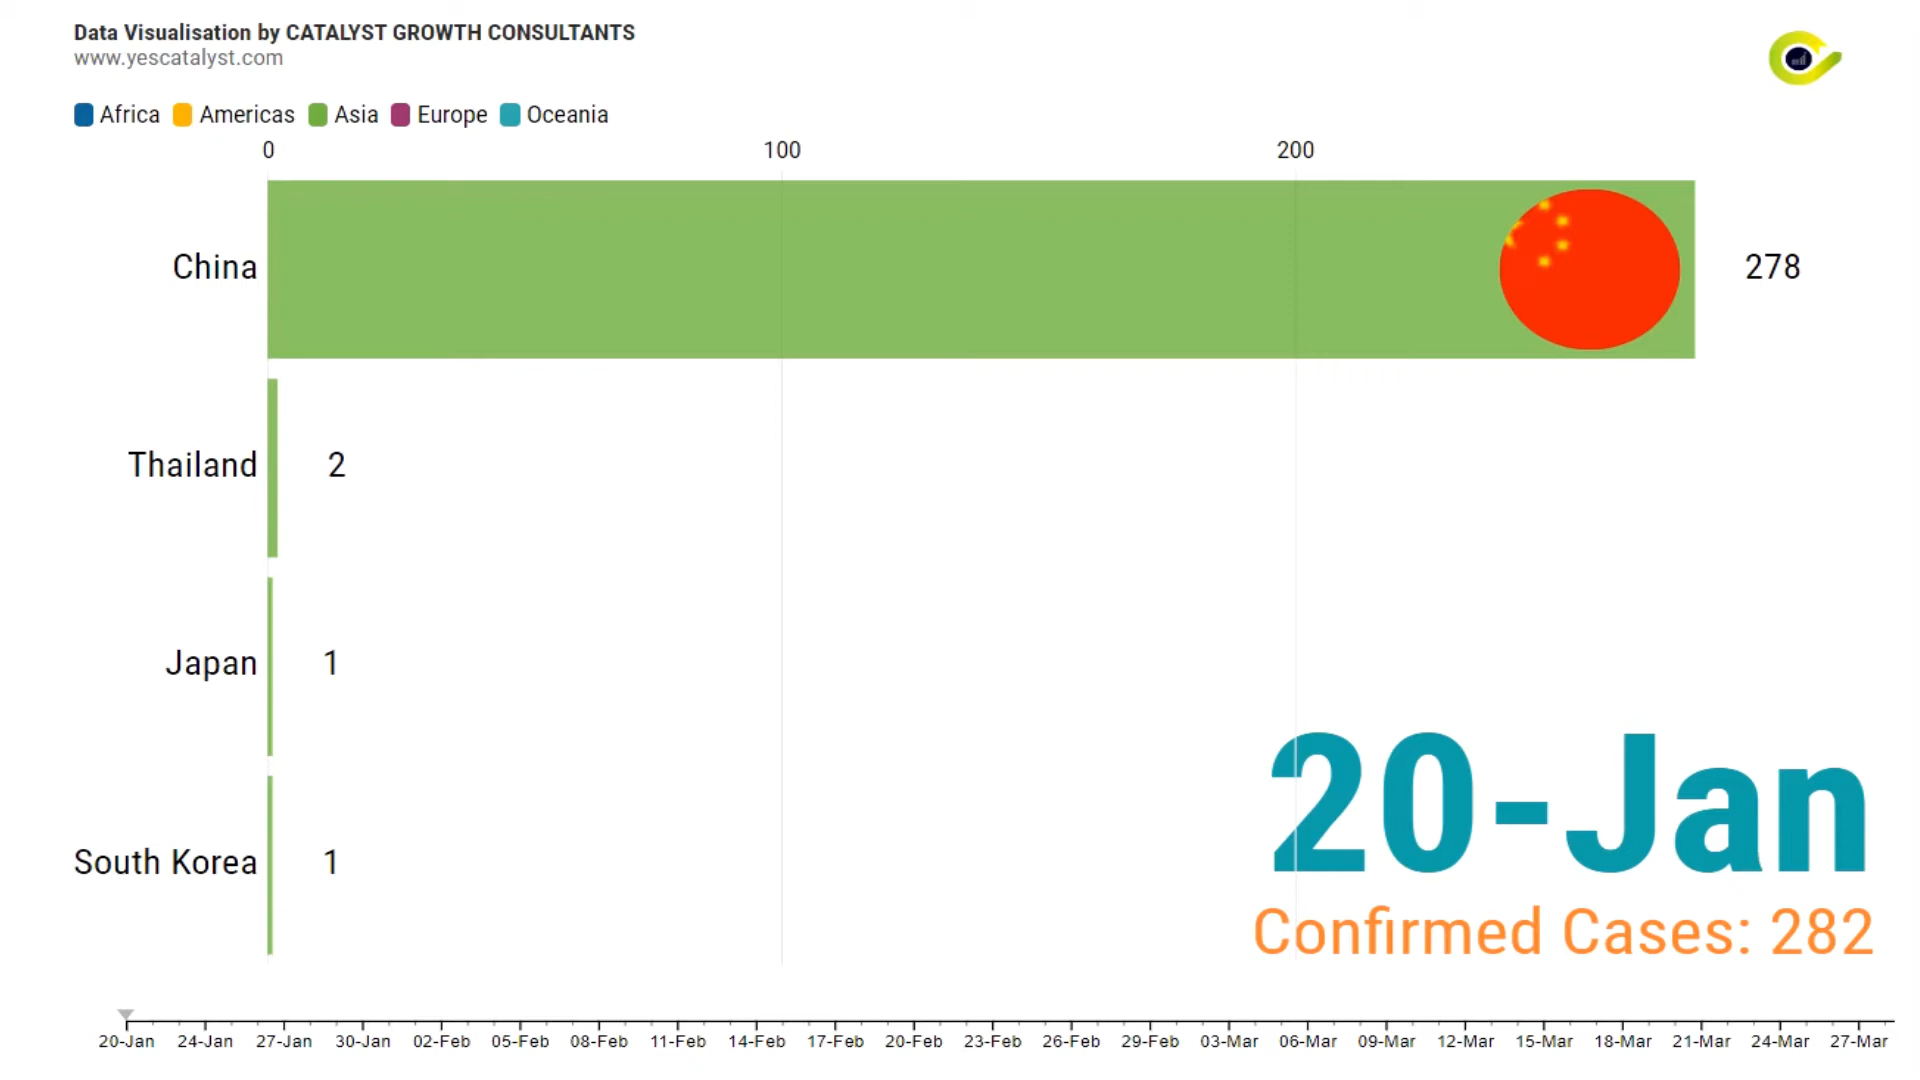 Data Visualisation by CATALYST GROWTH CONSULTANTS
www.yescatalyst.com
Africa Americas Asia Europe Oceania
0 100 200
China 278
Thailand 2
Japan 1
South Korea 1
20-Jan
Confirmed Cases: 282
20-Jan 24-Jan 27-Jan 30-Jan 02-Feb 05-Feb 08-Feb 11-Feb 14-Feb 17-Feb 20-Feb 23-Feb 26-Feb 29-Feb 03-Mar 06-Mar 09-Mar 12-Mar 15-Mar 18-Mar 21-Mar 24-Mar 27-Mar